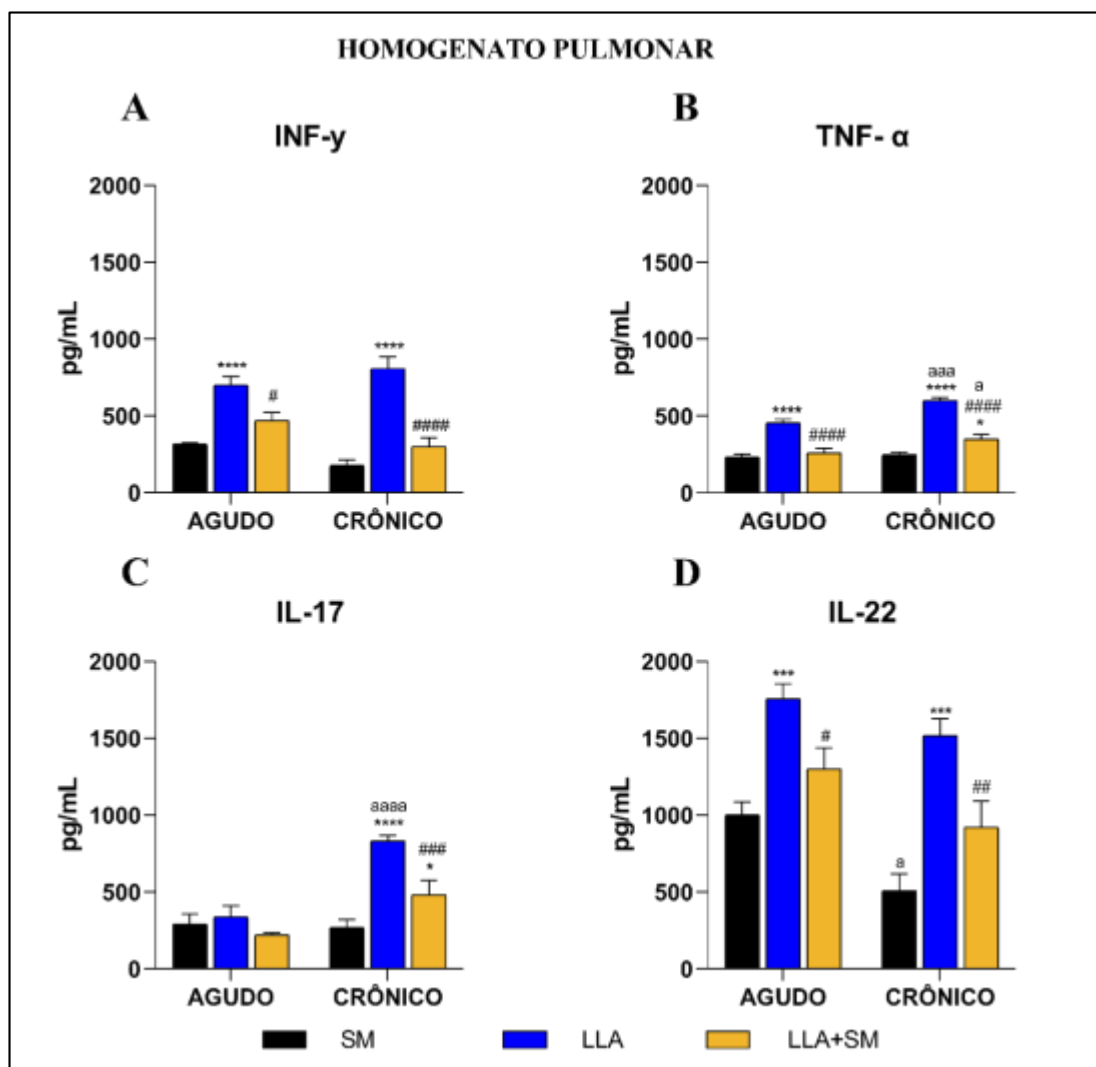 HOMOGENATO PULMONAR
A
INF-y
2000
1500
1000
500
0
pg/mL
****
#
****
####
AGUDO
CRÔNICO
B
TNF- α
2000
1500
1000
500
0
pg/mL
****
####
aaa
****
a
####
*
AGUDO
CRÔNICO
C
IL-17
2000
1500
1000
500
0
pg/mL
aaaa
****
###
*
AGUDO
CRÔNICO
D
IL-22
2000
1500
1000
500
0
pg/mL
***
#
a
***
##
AGUDO
CRÔNICO
SM
LLA
LLA+SM